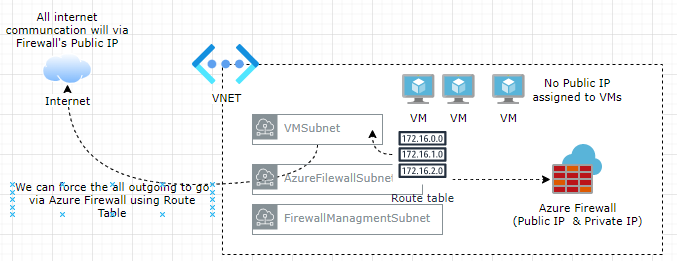 All internet
communcation will via
Firewall's Public IP
Internet
VNET
No Public IP
assigned to VMs
VM
VM
VM
VMSubnet
172.16.0.0
172.16.1.0
172.16.2.0
We can force the all outgoing to go
via Azure Firewall using Route
Table
AzureFilewallSubnet
Route table
Azure Firewall
(Public IP & Private IP)
FirewallManagmentSubnet